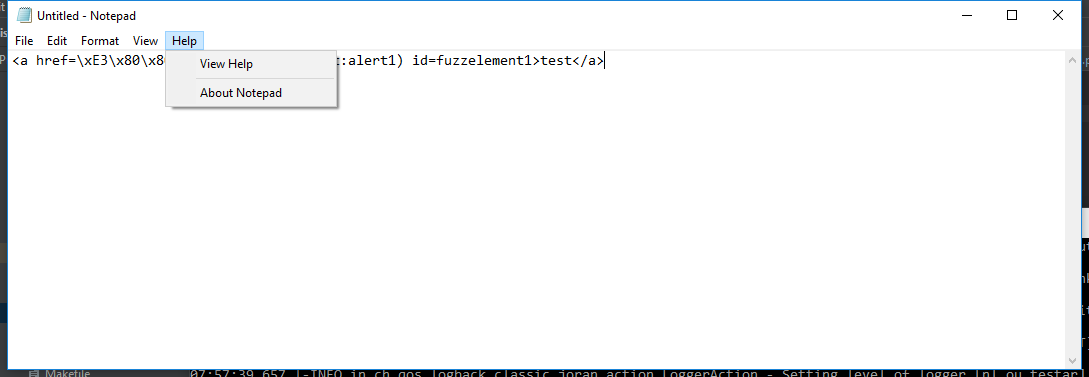 Untitled - Notepad
File Edit Format View Help
<a href=\xE3\x80\x8 :alert1) id=fuzzelement1>test</a>
View Help
About Notepad
Makefile 07:57:39,657 |-INFO in ch.qos.logback.classic.joran.action.LoggerAction - Setting level of logger [nl.ou.testar